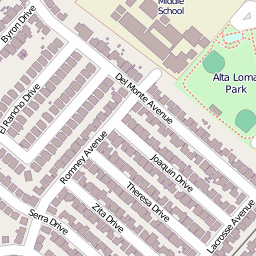 Middle
School
Byron Drive
Alta Loma
Park
Del Monte Avenue
El Rancho Drive
Romney Avenue
Joaquin Drive
Theresa Drive
Zita Drive
Serra Drive
Lacrosse Avenue